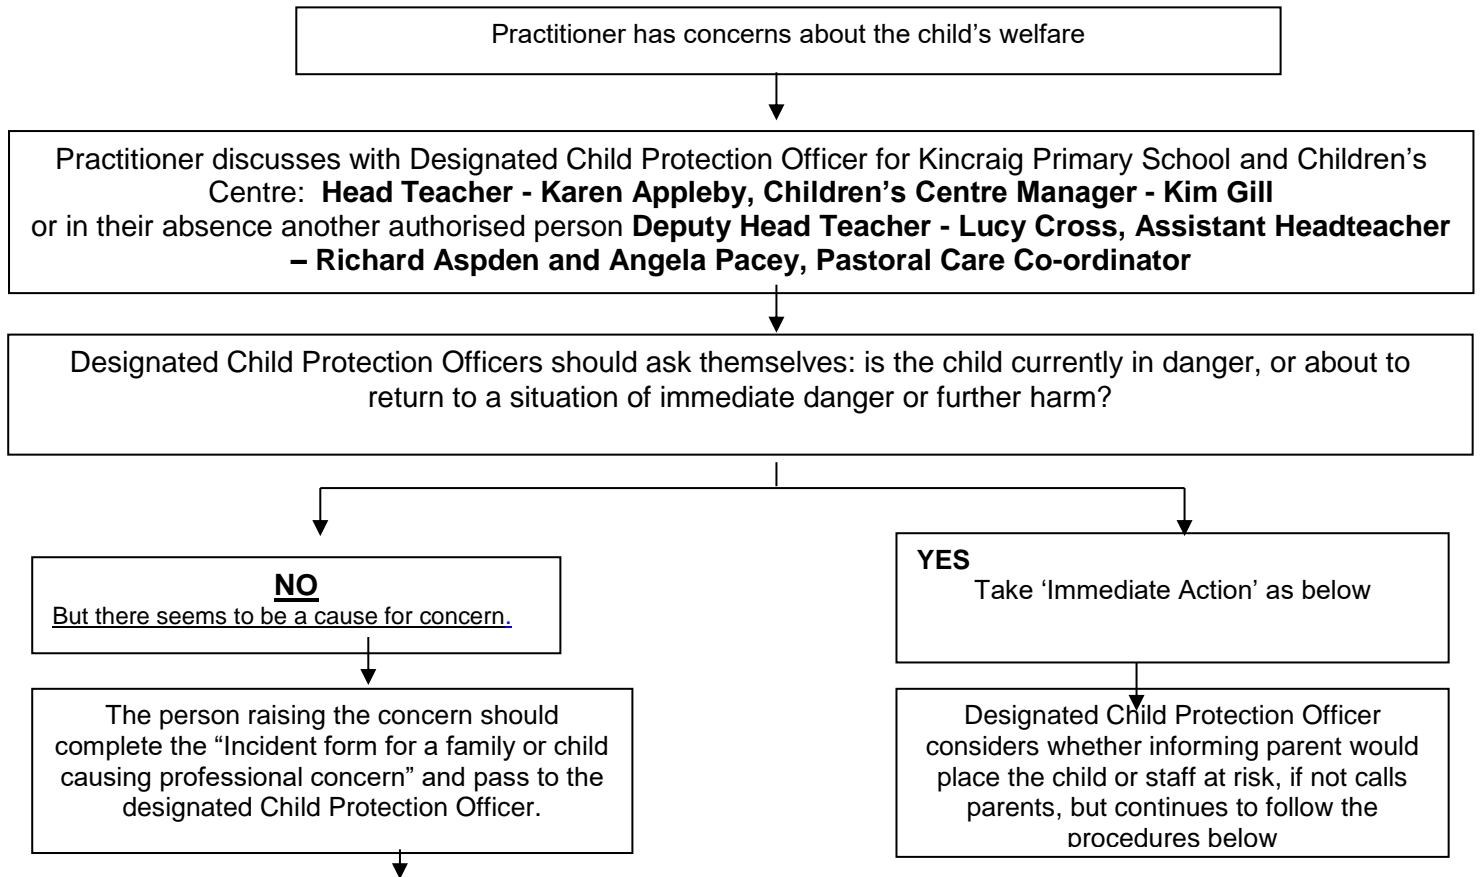 Practitioner has concerns about the child’s welfare
Practitioner discusses with Designated Child Protection Officer for Kincraig Primary School and Children’s
Centre: Head Teacher - Karen Appleby, Children’s Centre Manager - Kim Gill
or in their absence another authorised person Deputy Head Teacher - Lucy Cross, Assistant Headteacher
– Richard Aspden and Angela Pacey, Pastoral Care Co-ordinator
Designated Child Protection Officers should ask themselves: is the child currently in danger, or about to
return to a situation of immediate danger or further harm?
NO
But there seems to be a cause for concern.
YES
Take ‘Immediate Action’ as below
The person raising the concern should
complete the “Incident form for a family or child
causing professional concern” and pass to the
designated Child Protection Officer.
Designated Child Protection Officer
considers whether informing parent would
place the child or staff at risk, if not calls
parents, but continues to follow the
procedures below